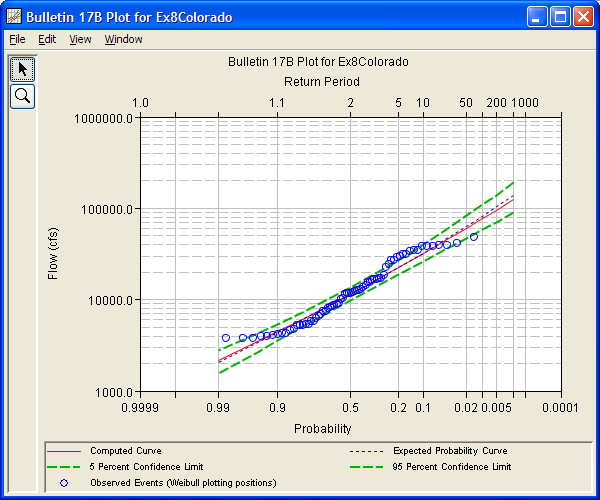 Bulletin 17B Plot for Ex8Colorado
File Edit View Window
Bulletin 17B Plot for Ex8Colorado
Return Period
1.0 1.1 2 5 10 50 200 1000
1000000.0
100000.0
10000.0
1000.0
Flow (cfs)
0.9999 0.99 0.9 0.5 0.2 0.1 0.02 0.005 0.0001
Probability
Computed Curve Expected Probability Curve
5 Percent Confidence Limit 95 Percent Confidence Limit
Observed Events (Weibull plotting positions)